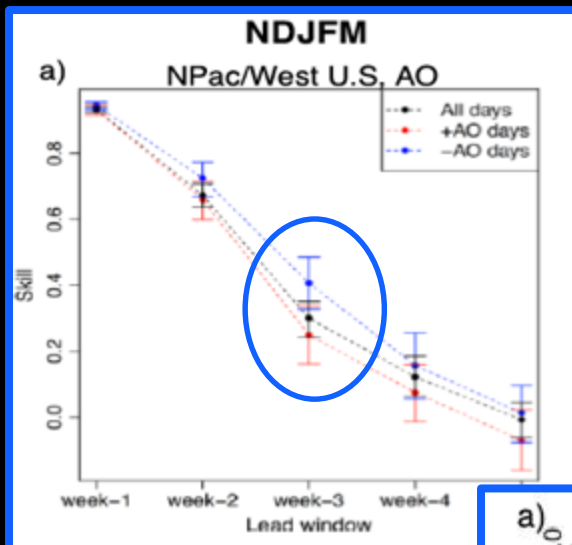 NDJFM
a)
NPac/West U.S, AO
All days
+AO days
−AO days
Skill
0.8
0.6
0.4
0.2
0.0
week−1 week−2 week−3 week−4
Lead window
a)